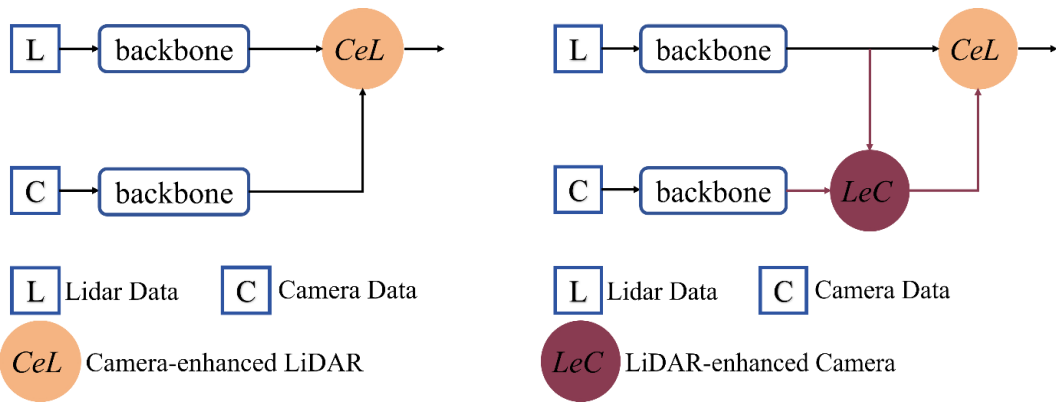 L backbone CeL
C backbone
L Lidar Data C Camera Data
CeL Camera-enhanced LiDAR
L backbone CeL
C backbone LeC
L Lidar Data C Camera Data
LeC LiDAR-enhanced Camera